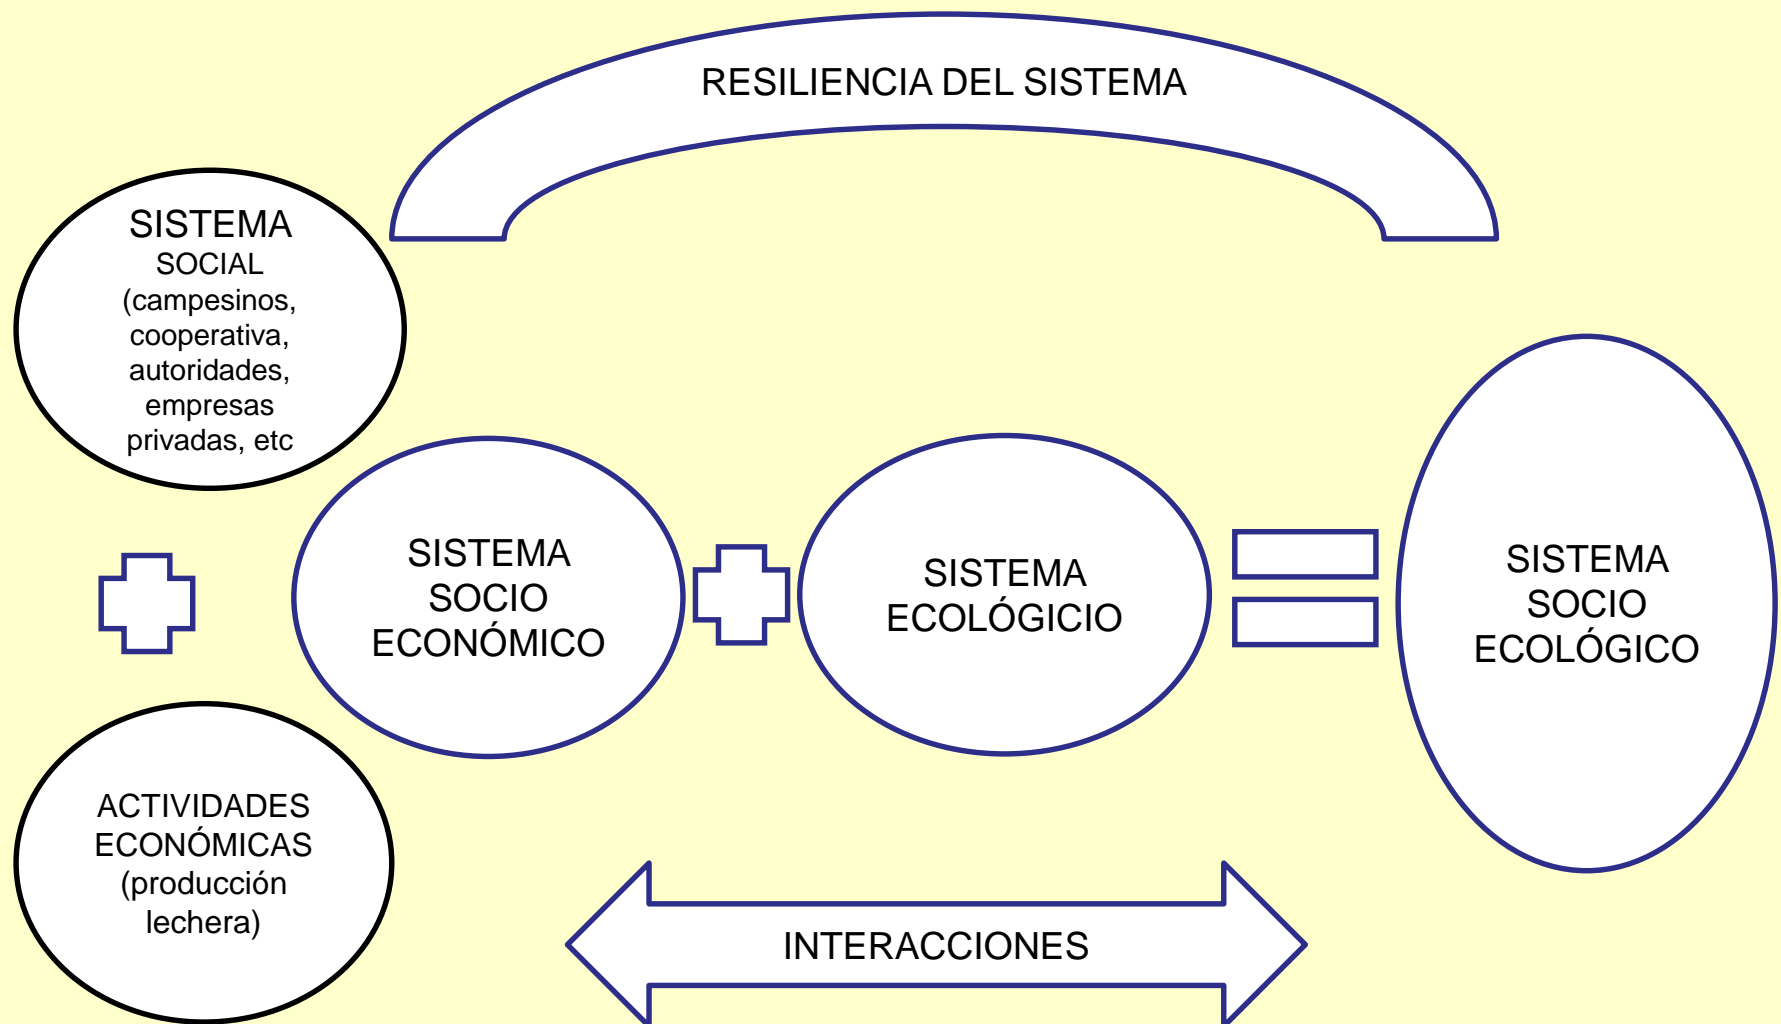 RESILIENCIA DEL SISTEMA
SISTEMA
SOCIAL
(campesinos,
cooperativa,
autoridades,
empresas
privadas, etc
SISTEMA
SOCIO
ECONÓMICO
SISTEMA
ECOLÓGICIO
SISTEMA
SOCIO
ECOLÓGICO
ACTIVIDADES
ECONÓMICAS
(producción
lechera)
INTERACCIONES